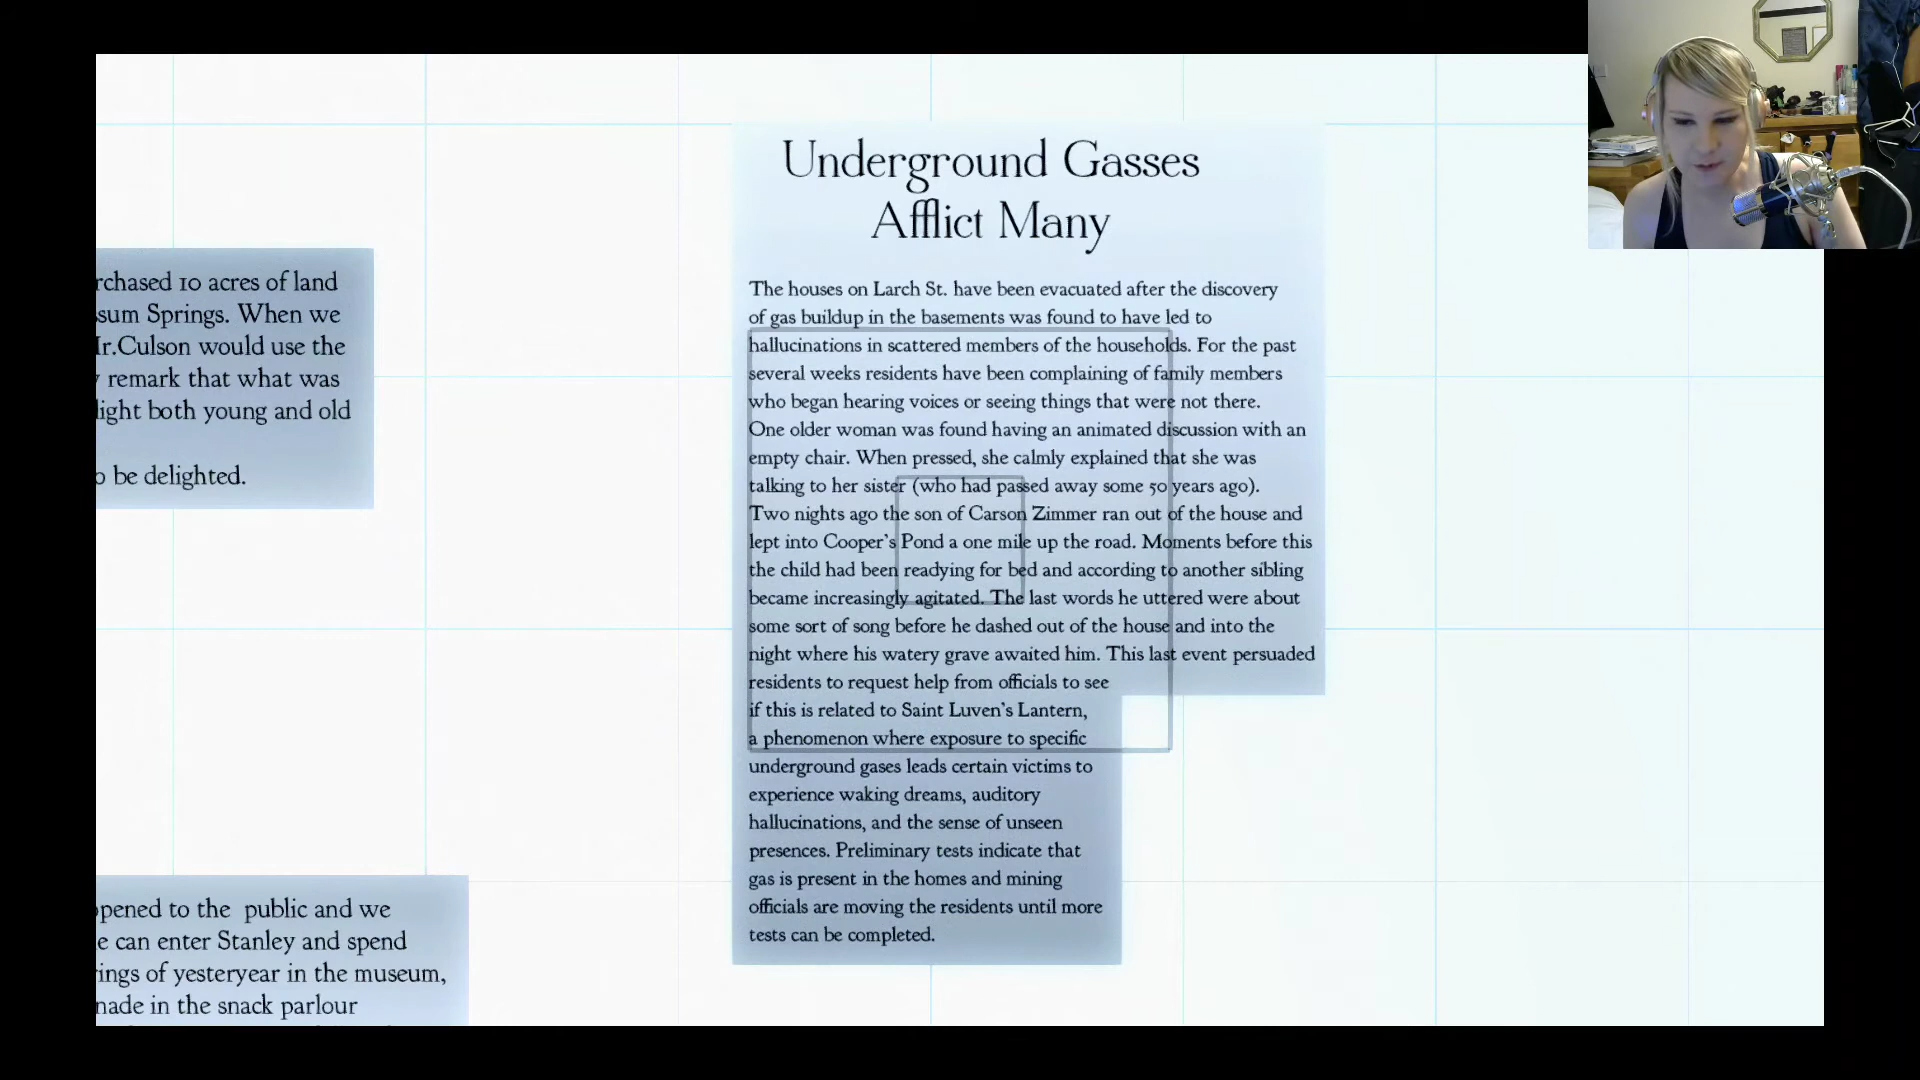 Underground Gasses
Afflict Many
The houses on Larch St. have been evacuated after the discovery
of gas buildup in the basements was found to have led to
hallucinations in scattered members of the households. For the past
several weeks residents have been complaining of family members
who began hearing voices or seeing things that were not there.
One older woman was found having an animated discussion with an
empty chair. When pressed, she calmly explained that she was
talking to her sister (who had passed away some 50 years ago).
Two nights ago the son of Carson Zimmer ran out of the house and
lept into Cooper's Pond a one mile up the road. Moments before this
the child had been readying for bed and according to another sibling
became increasingly agitated. The last words he uttered were about
some sort of song before he dashed out of the house and into the
night where his watery grave awaited him. This last event persuaded
residents to request help from officials to see
if this is related to Saint Luven's Lantern,
a phenomenon where exposure to specific
underground gases leads certain victims to
experience waking dreams, auditory
hallucinations, and the sense of unseen
presences. Preliminary tests indicate that
gas is present in the homes and mining
officials are moving the residents until more
tests can be completed.
rchased 10 acres of land
ssum Springs. When we
Mr.Culson would use the
remark that what was
light both young and old
o be delighted.
opened to the public and we
e can enter Stanley and spend
rings of yesteryear in the museum,
made in the snack parlour